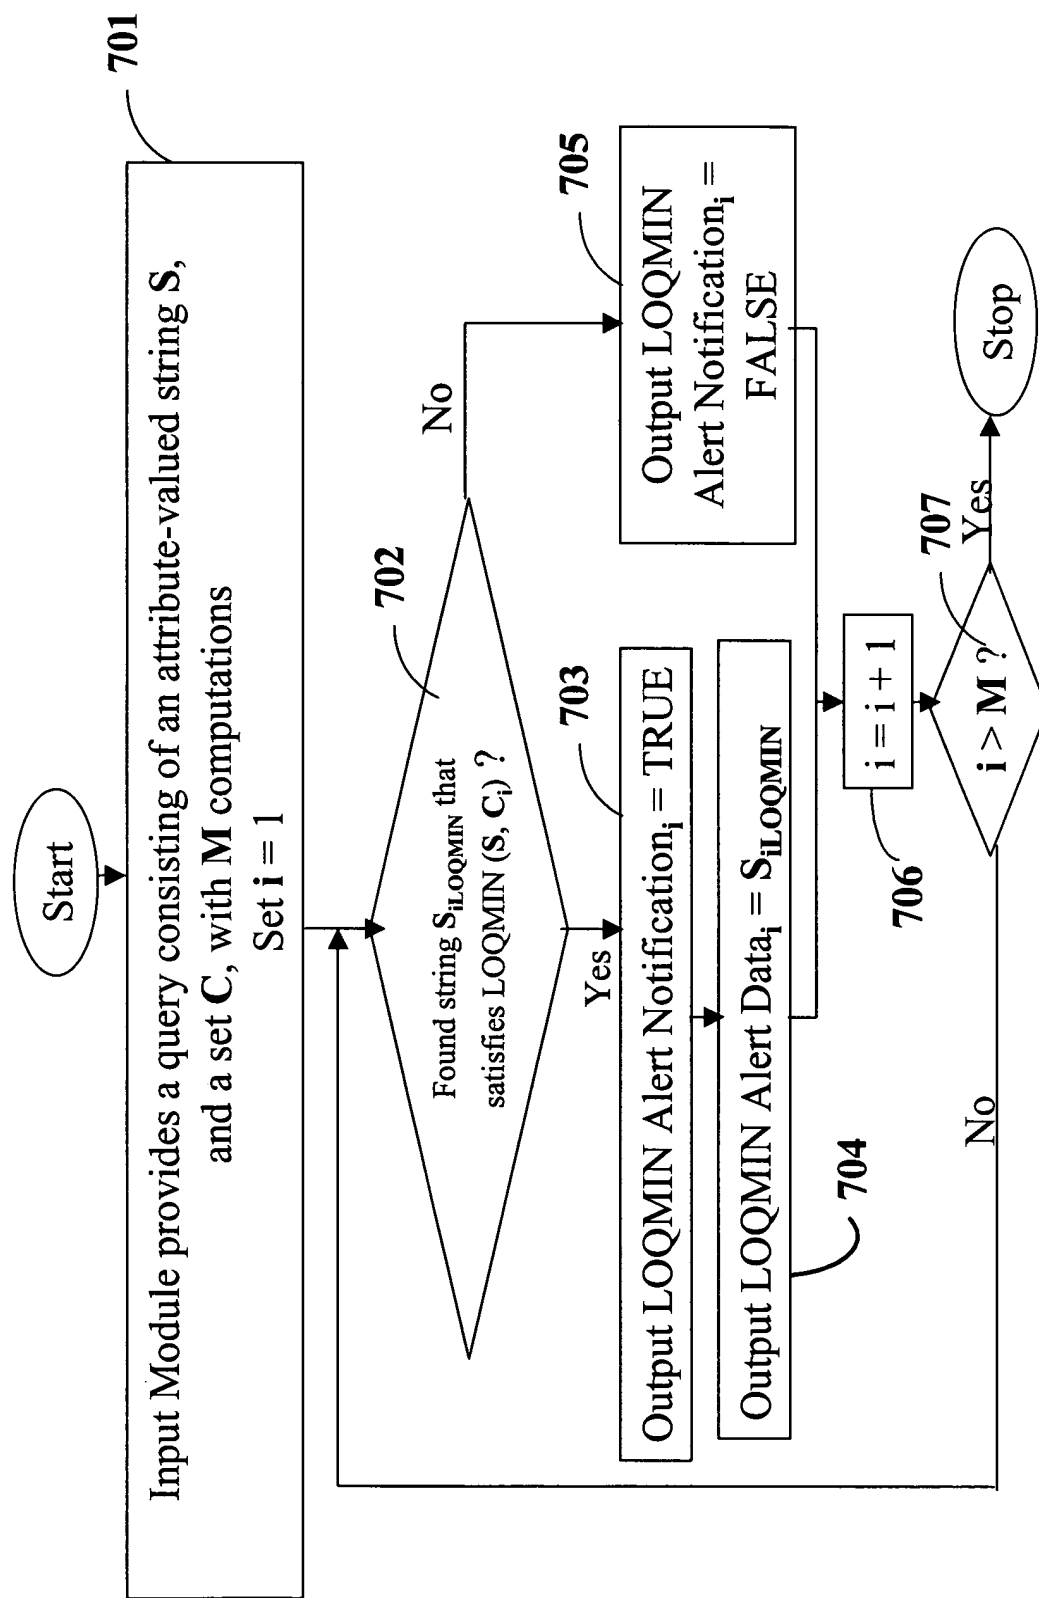 Start
701
Input Module provides a query consisting of an attribute-valued string S,
and a set C, with M computations
Set i = 1
702
Found string SiLOQMIN that
satisfies LOQMIN (S, Ci) ?
No
Yes
703
Output LOQMIN Alert Notificationi = TRUE
705
Output LOQMIN
Alert Notificationi =
FALSE
Output LOQMIN Alert Datai = SiLOQMIN
704
i = i + 1
706
707
i > M ?
Yes
Stop
No